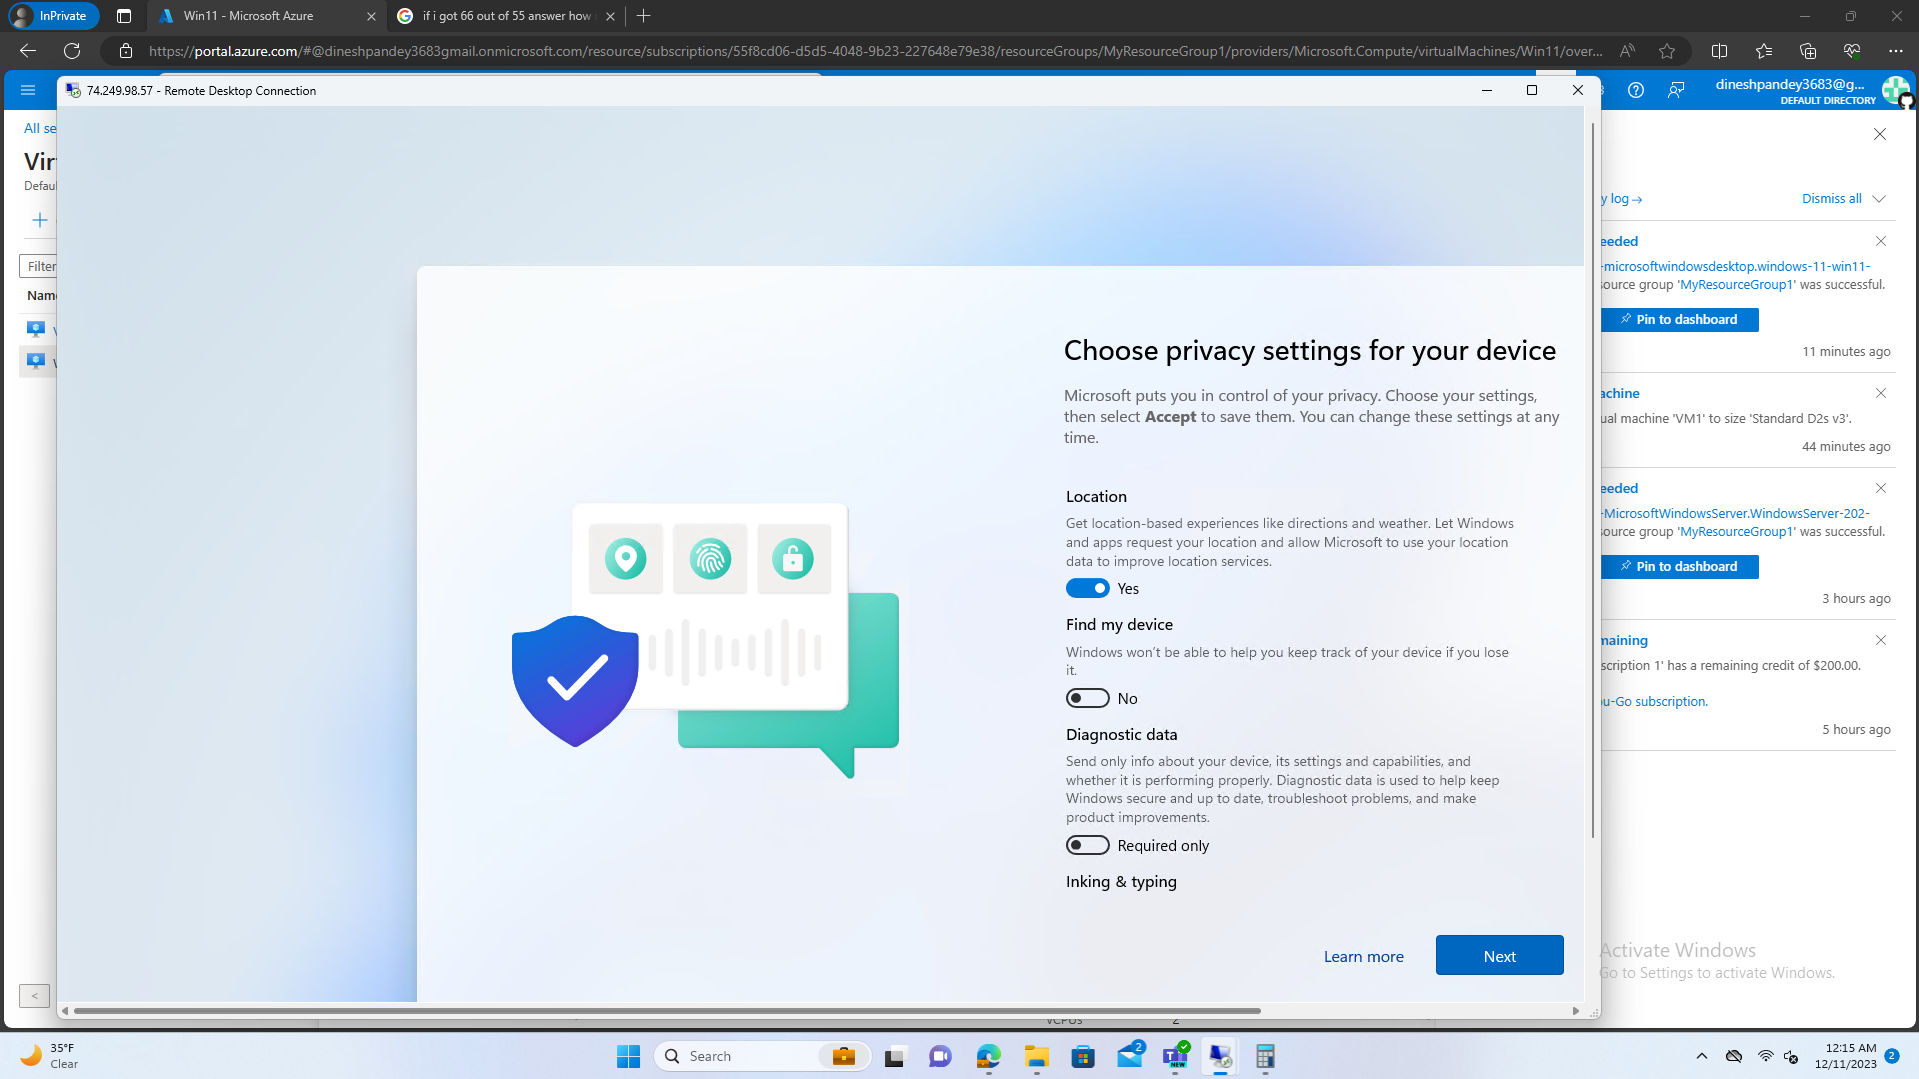 InPrivate
Win11 - Microsoft Azure
if i got 66 out of 55 answer how
https://portal.azure.com/#@dineshpandey3683gmail.onmicrosoft.com/resource/subscriptions/55f8cd06-d5d5-4048-9b23-227648e79e38/resourceGroups/MyResourceGroup1/providers/Microsoft.Compute/virtualMachines/Win11/over...
74.249.98.57 - Remote Desktop Connection
dineshpandey3683@g...
DEFAULT DIRECTORY
All se
Vir
Defau
Filter
Name
Choose privacy settings for your device
Microsoft puts you in control of your privacy. Choose your settings,
then select Accept to save them. You can change these settings at any
time.
Location
Get location-based experiences like directions and weather. Let Windows
and apps request your location and allow Microsoft to use your location
data to improve location services.
Yes
Find my device
Windows won't be able to help you keep track of your device if you lose
it.
No
Diagnostic data
Send only info about your device, its settings and capabilities, and
whether it is performing properly. Diagnostic data is used to help keep
Windows secure and up to date, troubleshoot problems, and make
product improvements.
Required only
Inking & typing
Learn more
Next
y log→
Dismiss all
eeded
-microsoftwindowsdesktop.windows-11-win11-
source group 'MyResourceGroup1' was successful.
Pin to dashboard
11 minutes ago
achine
ual machine 'VM1' to size 'Standard D2s v3'.
44 minutes ago
eeded
-MicrosoftWindowsServer.WindowsServer-202-
source group 'MyResourceGroup1' was successful.
Pin to dashboard
3 hours ago
maining
scription 1' has a remaining credit of $200.00.
ou-Go subscription.
5 hours ago
Activate Windows
Go to Settings to activate Windows.
vCPUs
2
35°F
Clear
Search
2
NEW
12:15 AM
12/11/2023
2